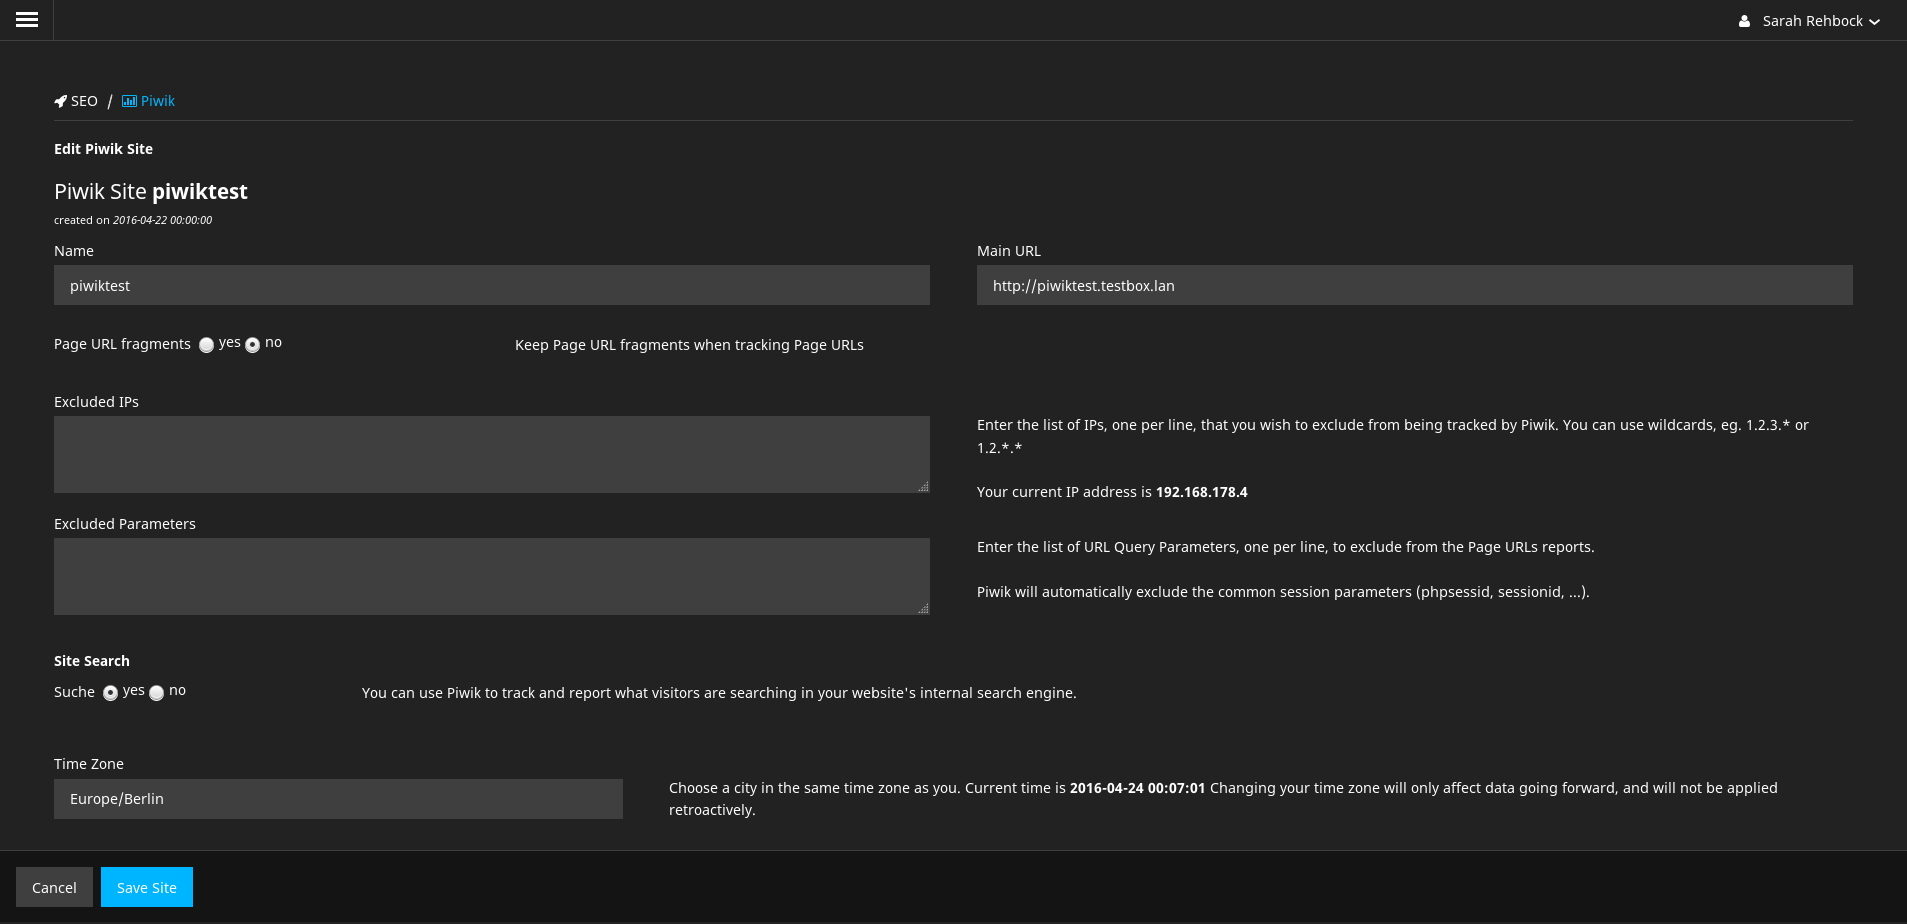 Sarah Rehbock
SEO / Piwik
Edit Piwik Site
Piwik Site piwiktest
created on 2016-04-22 00:00:00
Name
piwiktest
Main URL
http://piwiktest.testbox.lan
Page URL fragments yes no
Keep Page URL fragments when tracking Page URLs
Excluded IPs
Enter the list of IPs, one per line, that you wish to exclude from being tracked by Piwik. You can use wildcards, eg. 1.2.3.* or
1.2.*.*
Your current IP address is 192.168.178.4
Excluded Parameters
Enter the list of URL Query Parameters, one per line, to exclude from the Page URLs reports.
Piwik will automatically exclude the common session parameters (phpsessid, sessionid, ...).
Site Search
Suche yes no
You can use Piwik to track and report what visitors are searching in your website's internal search engine.
Time Zone
Europe/Berlin
Choose a city in the same time zone as you. Current time is 2016-04-24 00:07:01 Changing your time zone will only affect data going forward, and will not be applied
retroactively.
Cancel
Save Site